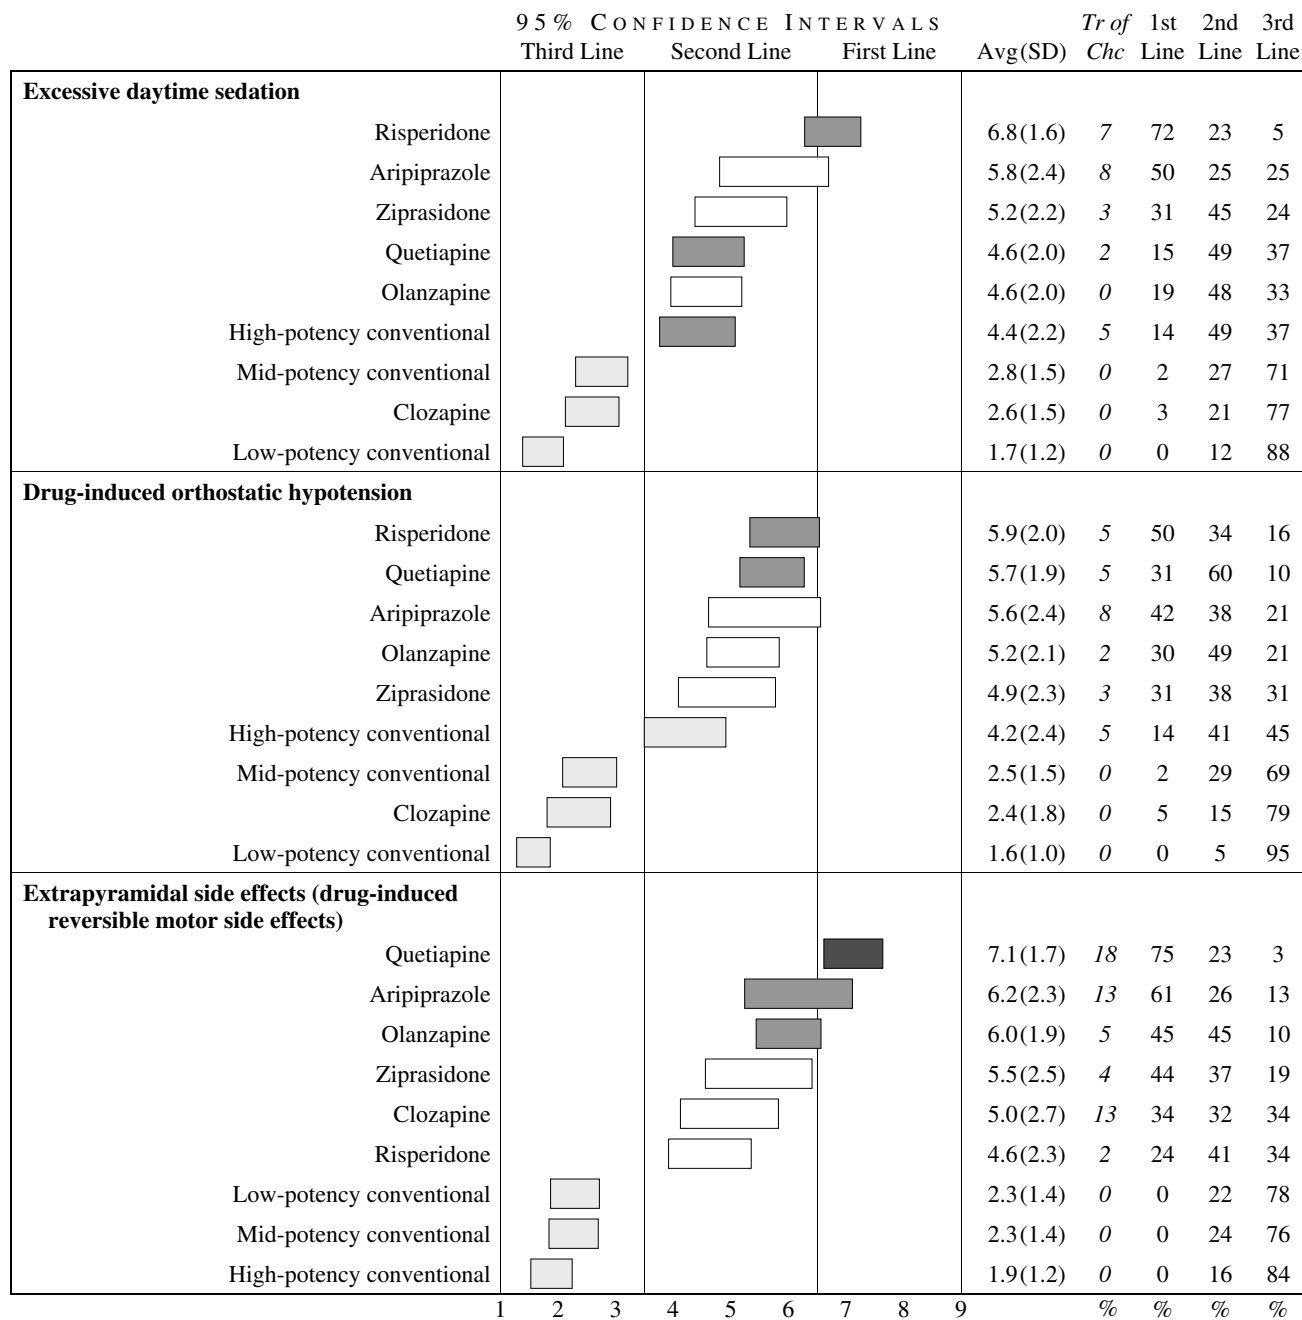 95% CONFIDENCE INTERVALS Tr of 1st 2nd 3rd
Third Line Second Line First Line Avg(SD) Chc Line Line Line
Excessive daytime sedation
Risperidone 6.8(1.6) 7 72 23 5
Aripiprazole 5.8(2.4) 8 50 25 25
Ziprasidone 5.2(2.2) 3 31 45 24
Quetiapine 4.6(2.0) 2 15 49 37
Olanzapine 4.6(2.0) 0 19 48 33
High-potency conventional 4.4(2.2) 5 14 49 37
Mid-potency conventional 2.8(1.5) 0 2 27 71
Clozapine 2.6(1.5) 0 3 21 77
Low-potency conventional 1.7(1.2) 0 0 12 88
Drug-induced orthostatic hypotension
Risperidone 5.9(2.0) 5 50 34 16
Quetiapine 5.7(1.9) 5 31 60 10
Aripiprazole 5.6(2.4) 8 42 38 21
Olanzapine 5.2(2.1) 2 30 49 21
Ziprasidone 4.9(2.3) 3 31 38 31
High-potency conventional 4.2(2.4) 5 14 41 45
Mid-potency conventional 2.5(1.5) 0 2 29 69
Clozapine 2.4(1.8) 0 5 15 79
Low-potency conventional 1.6(1.0) 0 0 5 95
Extrapyramidal side effects (drug-induced
reversible motor side effects)
Quetiapine 7.1(1.7) 18 75 23 3
Aripiprazole 6.2(2.3) 13 61 26 13
Olanzapine 6.0(1.9) 5 45 45 10
Ziprasidone 5.5(2.5) 4 44 37 19
Clozapine 5.0(2.7) 13 34 32 34
Risperidone 4.6(2.3) 2 24 41 34
Low-potency conventional 2.3(1.4) 0 0 22 78
Mid-potency conventional 2.3(1.4) 0 0 24 76
High-potency conventional 1.9(1.2) 0 0 16 84
1 2 3 4 5 6 7 8 9 % % % %